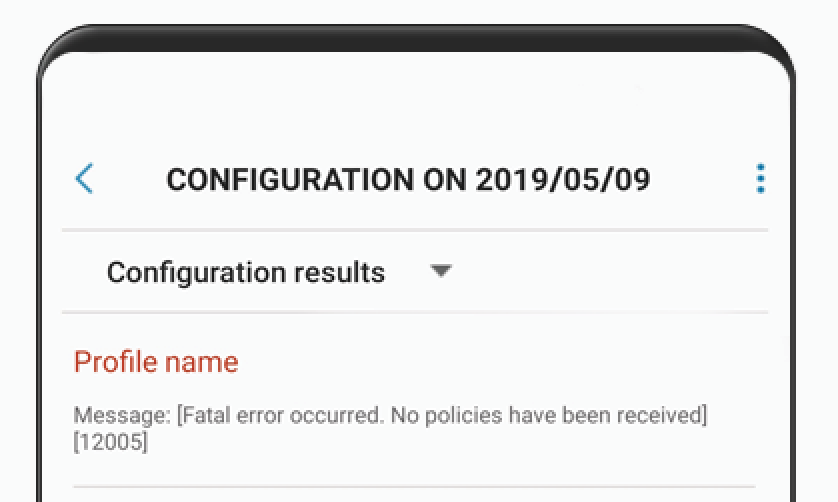 CONFIGURATION ON 2019/05/09
Configuration results
Profile name
Message: [Fatal error occurred. No policies have been received]
[12005]